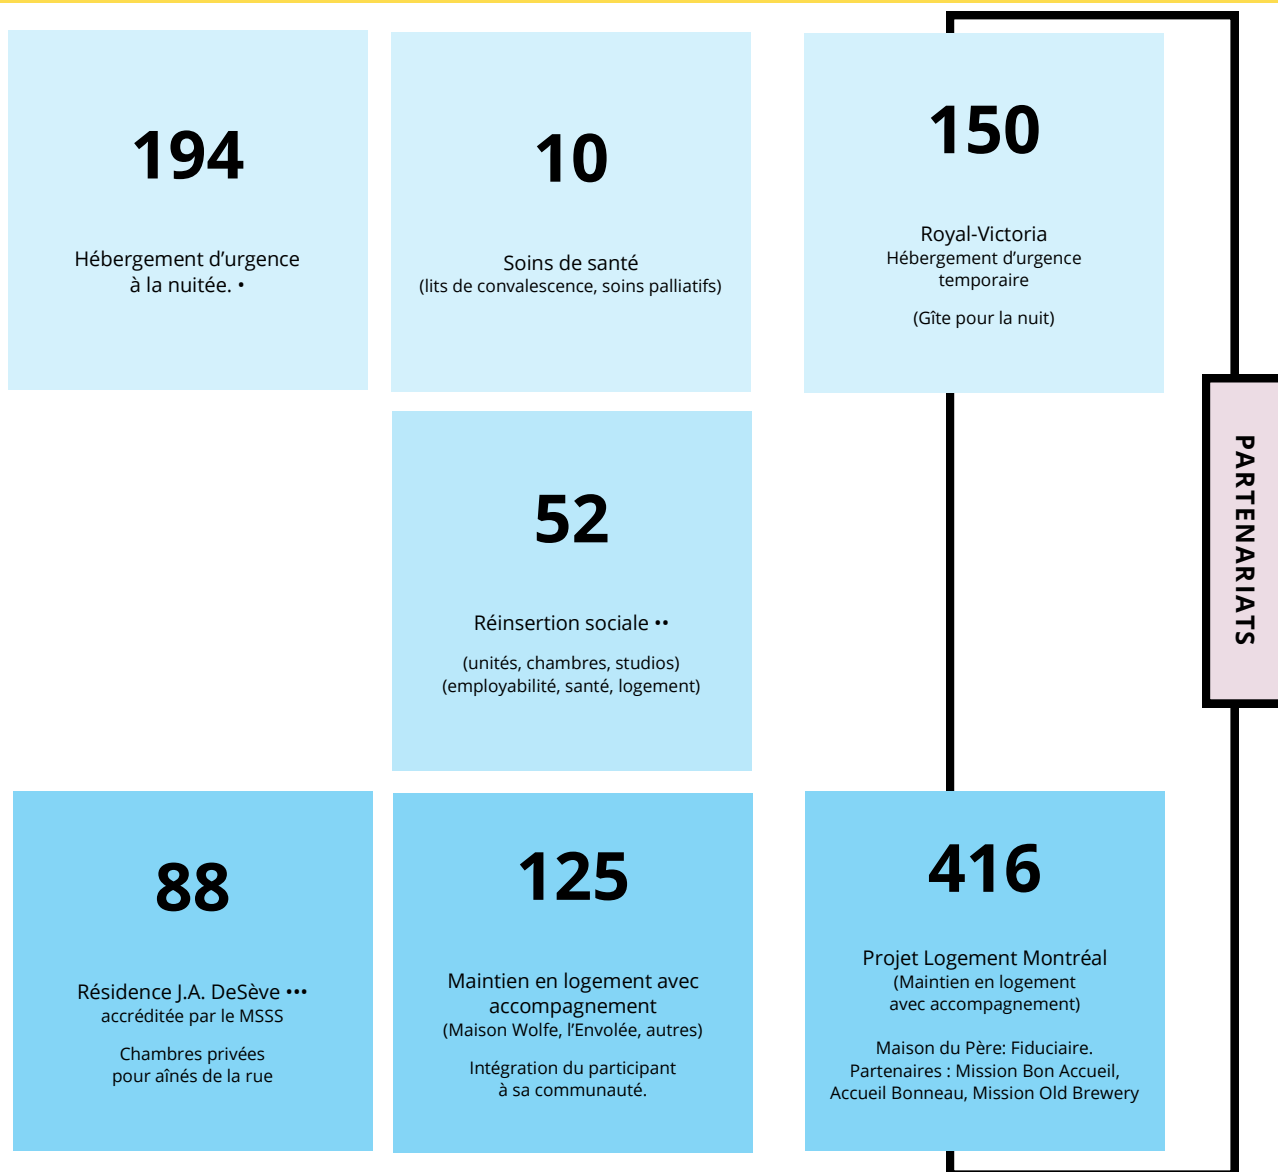 194
Hébergement d’urgence
à la nuitée. •
10
Soins de santé
(lits de convalescence, soins palliatifs)
150
Royal-Victoria
Hébergement d’urgence
temporaire
(Gîte pour la nuit)
PARTENARIATS
52
Réinsertion sociale ••
(unités, chambres, studios)
(employabilité, santé, logement)
88
Résidence J.A. DeSève •••
accréditée par le MSSS
Chambres privées
pour aînés de la rue
125
Maintien en logement avec
accompagnement
(Maison Wolfe, l’Envolée, autres)
Intégration du participant
à sa communauté.
416
Projet Logement Montréal
(Maintien en logement
avec accompagnement)
Maison du Père: Fiduciaire.
Partenaires : Mission Bon Accueil,
Accueil Bonneau, Mission Old Brewery